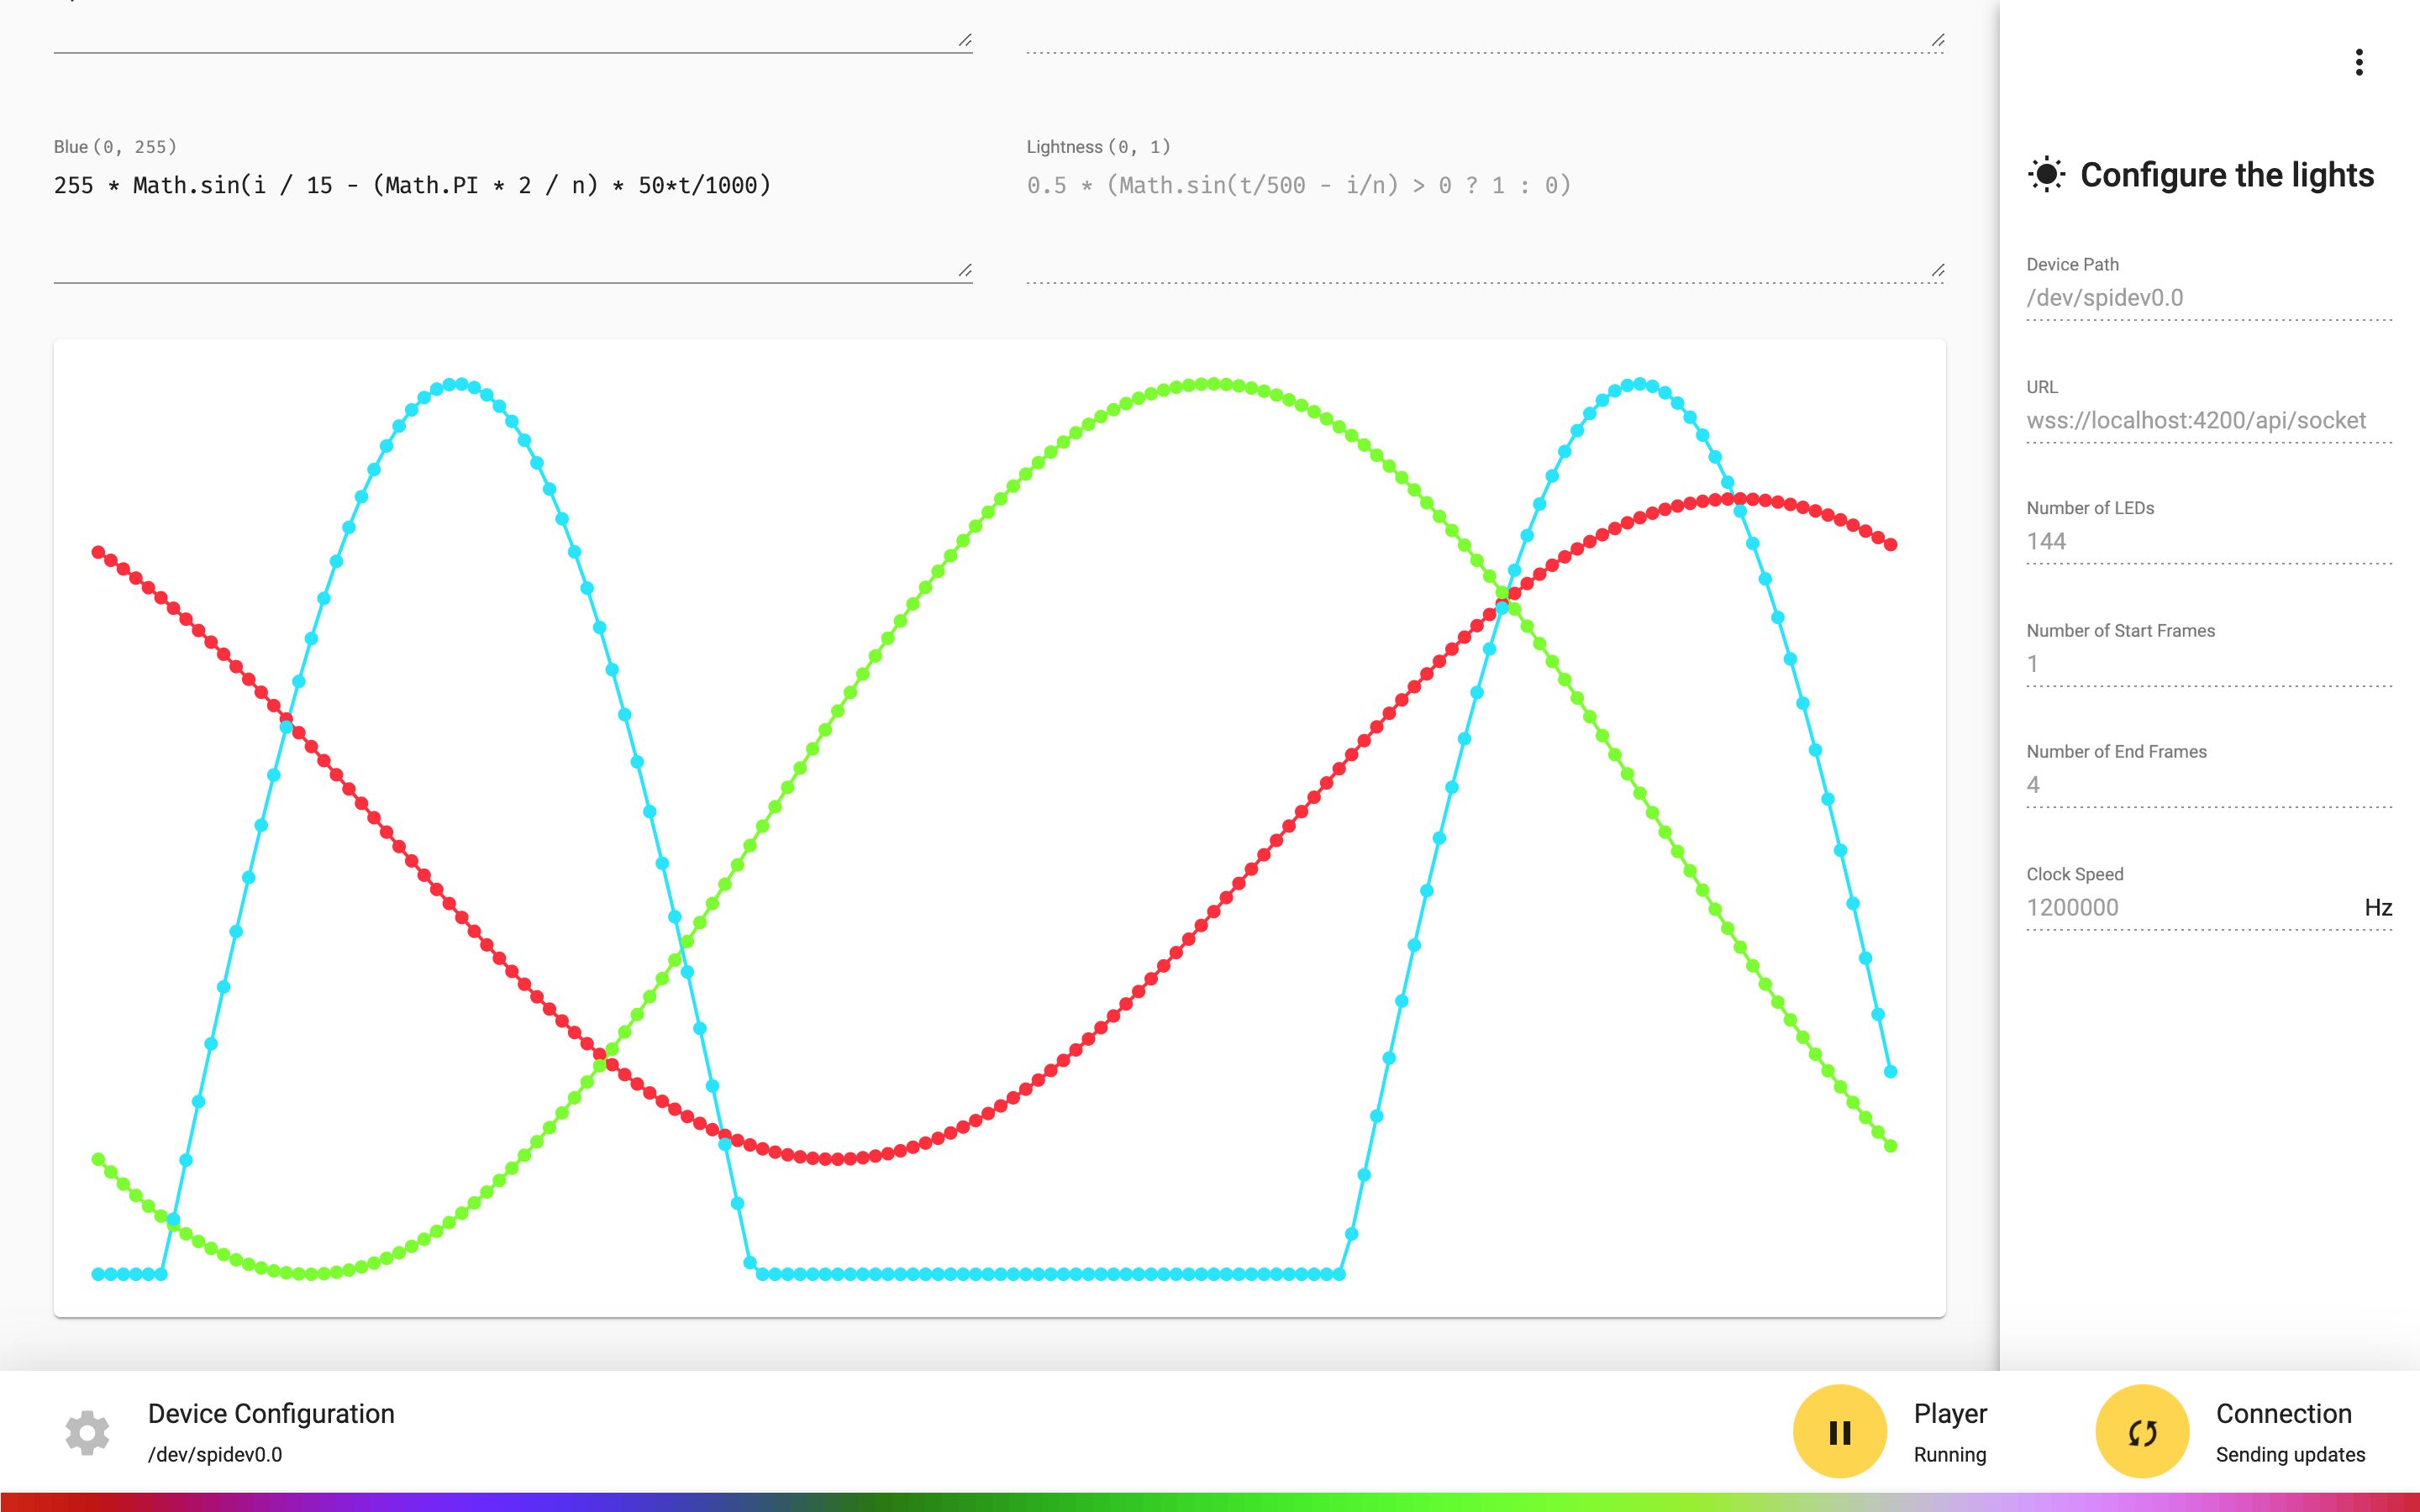 Blue (0, 255)
255 * Math.sin(i / 15 - (Math.PI * 2 / n) * 50*t/1000)
Lightness (0, 1)
0.5 * (Math.sin(t/500 - i/n) > 0 ? 1 : 0)
Configure the lights
Device Path
/dev/spidev0.0
URL
wss://localhost:4200/api/socket
Number of LEDs
144
Number of Start Frames
1
Number of End Frames
4
Clock Speed
1200000 Hz
Device Configuration
/dev/spidev0.0
Player
Running
Connection
Sending updates